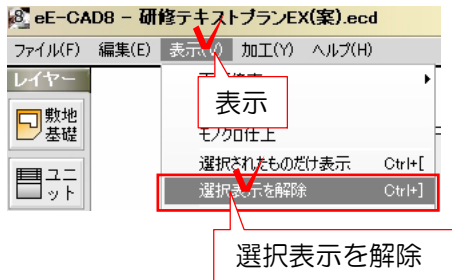 eE-CAD8 - 研修テキストプランEX(案).ecd
ファイル(F) 編集(E) 表示(V) 加工(Y) ヘルプ(H)
レイヤー
表示
敷地
基礎
モノクロ仕上
選択されたものだけ表示 Ctrl+[
ユニ
ット
選択表示を解除 Ctrl+]
選択表示を解除